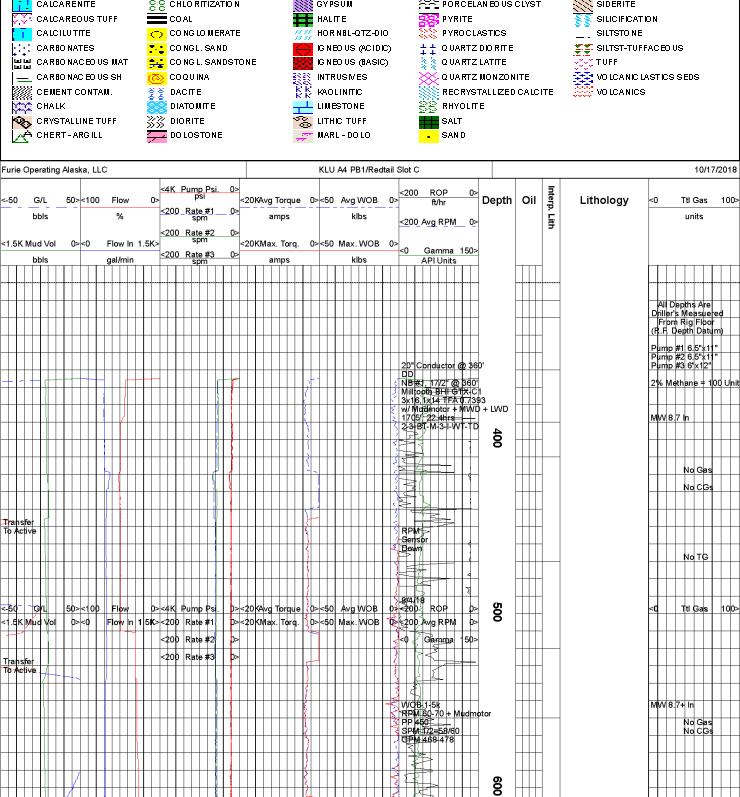 CALCARENITE CHLORITIZATION GYPSUM PORCELANEOUS CLYST SIDERITE
CALCAREOUS TUFF COAL HALITE PYRITE SILICIFICATION
CALCILUTITE CONGLOMERATE HORNBL-QTZ-DIO PYROCLASTICS SILTSTONE
CARBONATES CONGL. SAND IGNEOUS (ACIDIC) QUARTZ DIORITE SILTST-TUFFACEOUS
CARBONACEOUS MAT CONGL. SANDSTONE IGNEOUS (BASIC) QUARTZ LATITE TUFF
CARBONACEOUS SH COQUINA INTRUSIVES QUARTZ MONZONITE VOLCANICLASTICS SEDS
CEMENT CONTAM. DACITE KAOLINITIC RECRYSTALLIZED CALCITE VOLCANICS
CHALK DIATOMITE LIMESTONE RHYOLITE
CRYSTALLINE TUFF DIORITE LITHIC TUFF SALT
CHERT-ARGILL DOLOSTONE MARL-DOLO SAND
Furie Operating Alaska, LLC KLU A4 PB1/Redtail Slot C 10/17/2018
<-50 G/L 50> <100 Flow 0> <4K Pump Psi. 0> <20K Avg Torque 0> <50 Avg WOB 0> <200 ROP 0> Depth Oil Interp. Lith Lithology <0 Ttl Gas 100>
bbls % psi amps klbs ft/hr units
<200 Rate #1 0>
spm
<200 Avg RPM 0>
<200 Rate #2 0>
spm
<1.5K Mud Vol 0> <0 Flow In 1.5K> <200 Rate #3 0> <20K Max. Torq. 0> <50 Max. WOB 0> <0 Gamma 150>
bbls gal/min spm amps klbs API Units
All Depths Are
Driller's Measuered
From Rig Floor
(R.F. Depth Datum)
Pump #1 6.5"x11"
Pump #2 6.5"x11"
Pump #3 6"x12"
20" Conductor @ 360'
DD
NB #1, 17/2" @ 360'
2% Methane = 100 Unit
Milltooth BHI GTX-C1
3x16,1x14 TFA 0.7393
w/ Mudmotor + MWD + LWD
1705', 22.4hrs
MW 8.7 In
2-3-BT-M-3-I-WT-TD
400
No Gas
No CGs
Transfer
To Active
RPM
Sensor
Down
No TG
8/4/18
<-50 G/L 50> <100 Flow 0> <4K Pump Psi. 0> <20K Avg Torque 0> <50 Avg WOB 0> <200 ROP 0> 500 <0 Ttl Gas 100>
<1.5K Mud Vol 0> <0 Flow In 1.5K> <200 Rate #1 0> <20K Max. Torq. 0> <50 Max. WOB 0> <200 Avg RPM 0>
<200 Rate #2 0> <0 Gamma 150>
<200 Rate #3 0>
Transfer
To Active
WOB 1-5k
RPM 60-70 + Mudmotor
PP 450
SPM 1/2=58/60
GPM 468-478
MW 8.7+ In
No Gas
No CGs
600